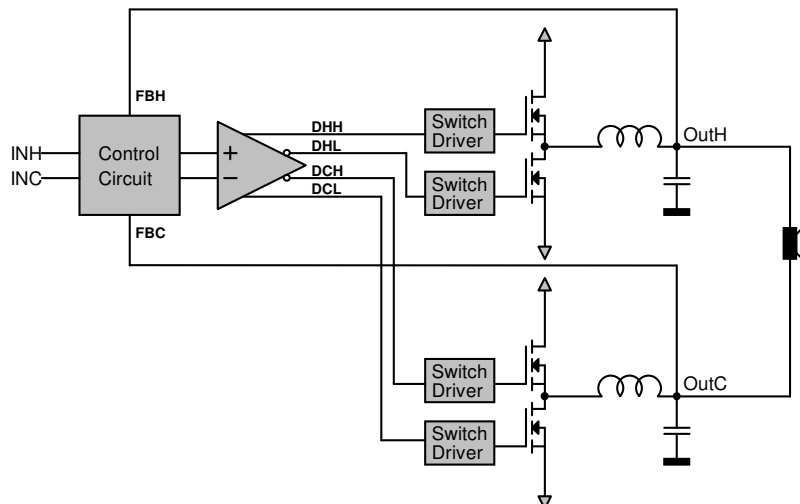 FBH
INH
INC
Control
Circuit
+
−
DHH
DHL
DCH
DCL
Switch
Driver
Switch
Driver
OutH
FBC
Switch
Driver
Switch
Driver
OutC